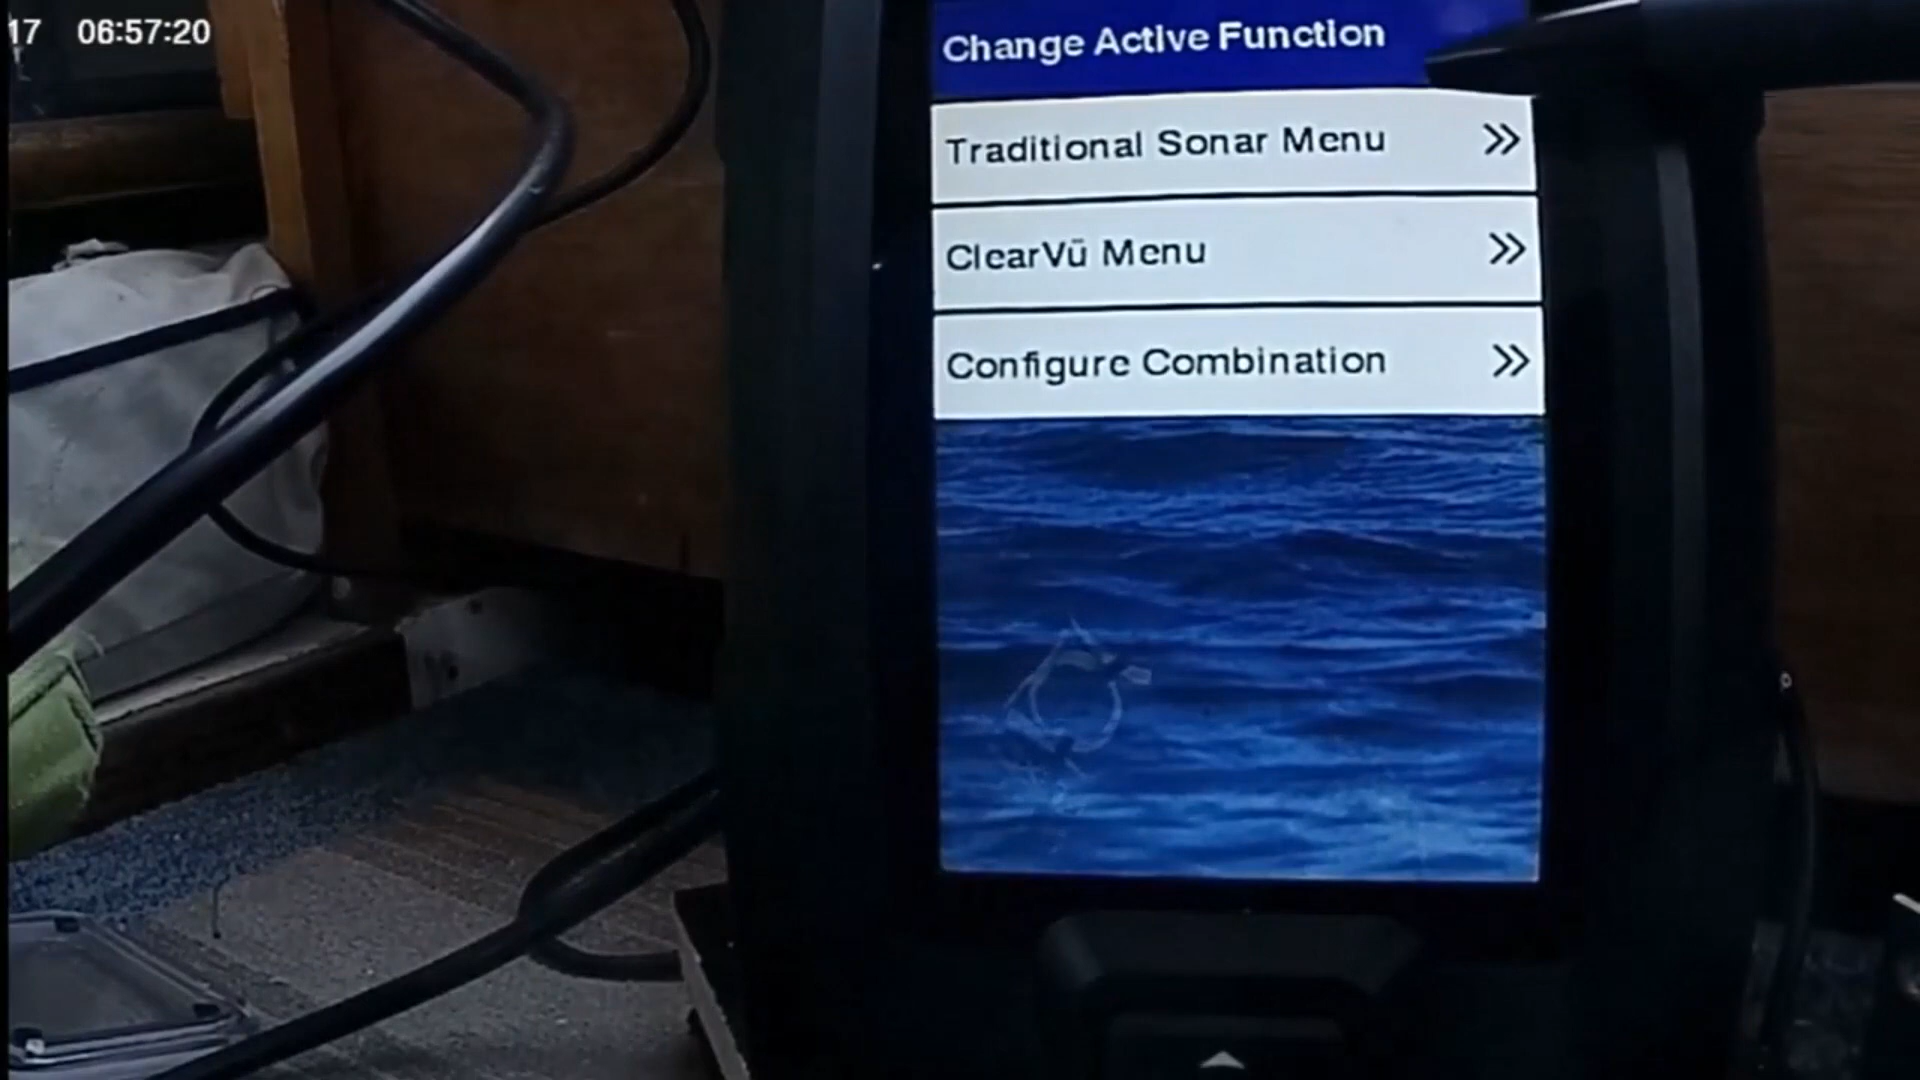 17 06:57:20
Change Active Function
Traditional Sonar Menu
ClearVü Menu
Configure Combination